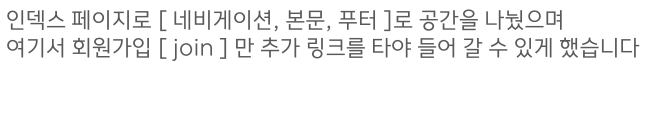 인덱스 페이지로 [ 네비게이션, 본문, 푸터 ]로 공간을 나눴으며
여기서 회원가입 [ join ] 만 추가 링크를 타야 들어 갈 수 있게 했습니다